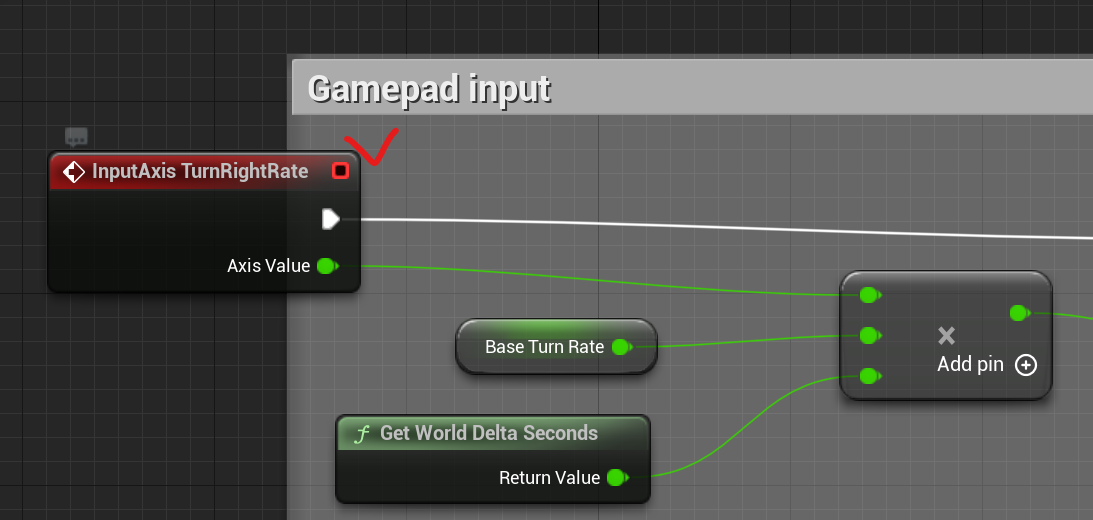 Gamepad input
InputAxis TurnRightRate
Axis Value
Base Turn Rate
Add pin
f Get World Delta Seconds
Return Value